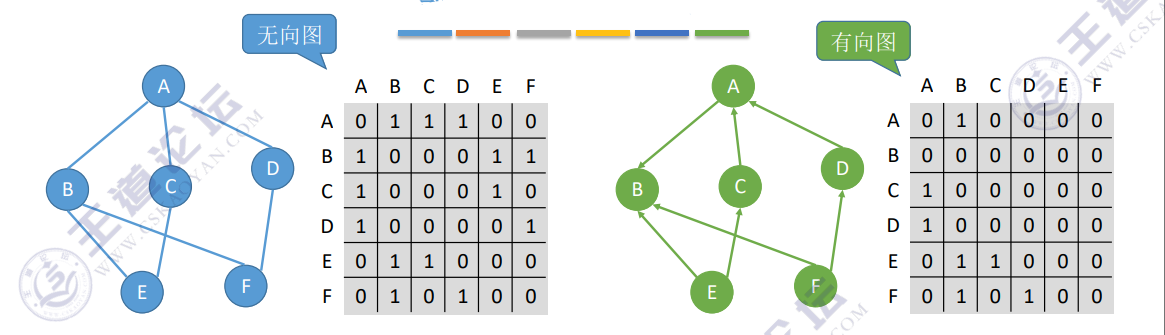 无向图
A
B
C
D
E
F
A B C D E F
A 0 1 1 1 0 0
B 1 0 0 0 1 1
C 1 0 0 0 1 0
D 1 0 0 0 0 1
E 0 1 1 0 0 0
F 0 1 0 1 0 0
有向图
A
B
C
D
E
F
A B C D E F
A 0 1 0 0 0 0
B 0 0 0 0 0 0
C 1 0 0 0 0 0
D 1 0 0 0 0 0
E 0 1 1 0 0 0
F 0 1 0 1 0 0
王道论坛
WWW.CSKAOYAN.COM